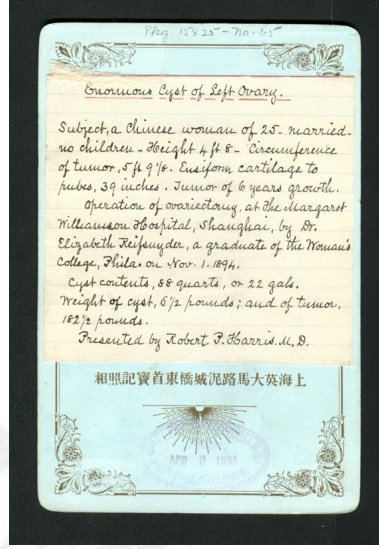 Phg 15825 - no. 65
Enormous Cyst of Left Ovary.
Subject, a Chinese woman of 25 - married -
no children - Height 4 ft 8 - Circumference
of tumor, 5 ft 9 1/8. Ensiform cartilage to
pubes, 39 inches. Tumor of 6 years growth.
Operation of ovariectomy, at the Margaret
Williamson Hospital, Shanghai, by Dr.
Elizabeth Reifsnyder, a graduate of the Woman's
College, Phila. on Nov. 1. 1894.
Cyst contents, 88 quarts, or 22 gals.
Weight of cyst, 6 1/2 pounds; and of tumor,
182 1/2 pounds.
Presented by Robert P. Harris. M.D.
相照記寶首東橋城泥路馬大英海上
APR 1895
PHILADELPHIA